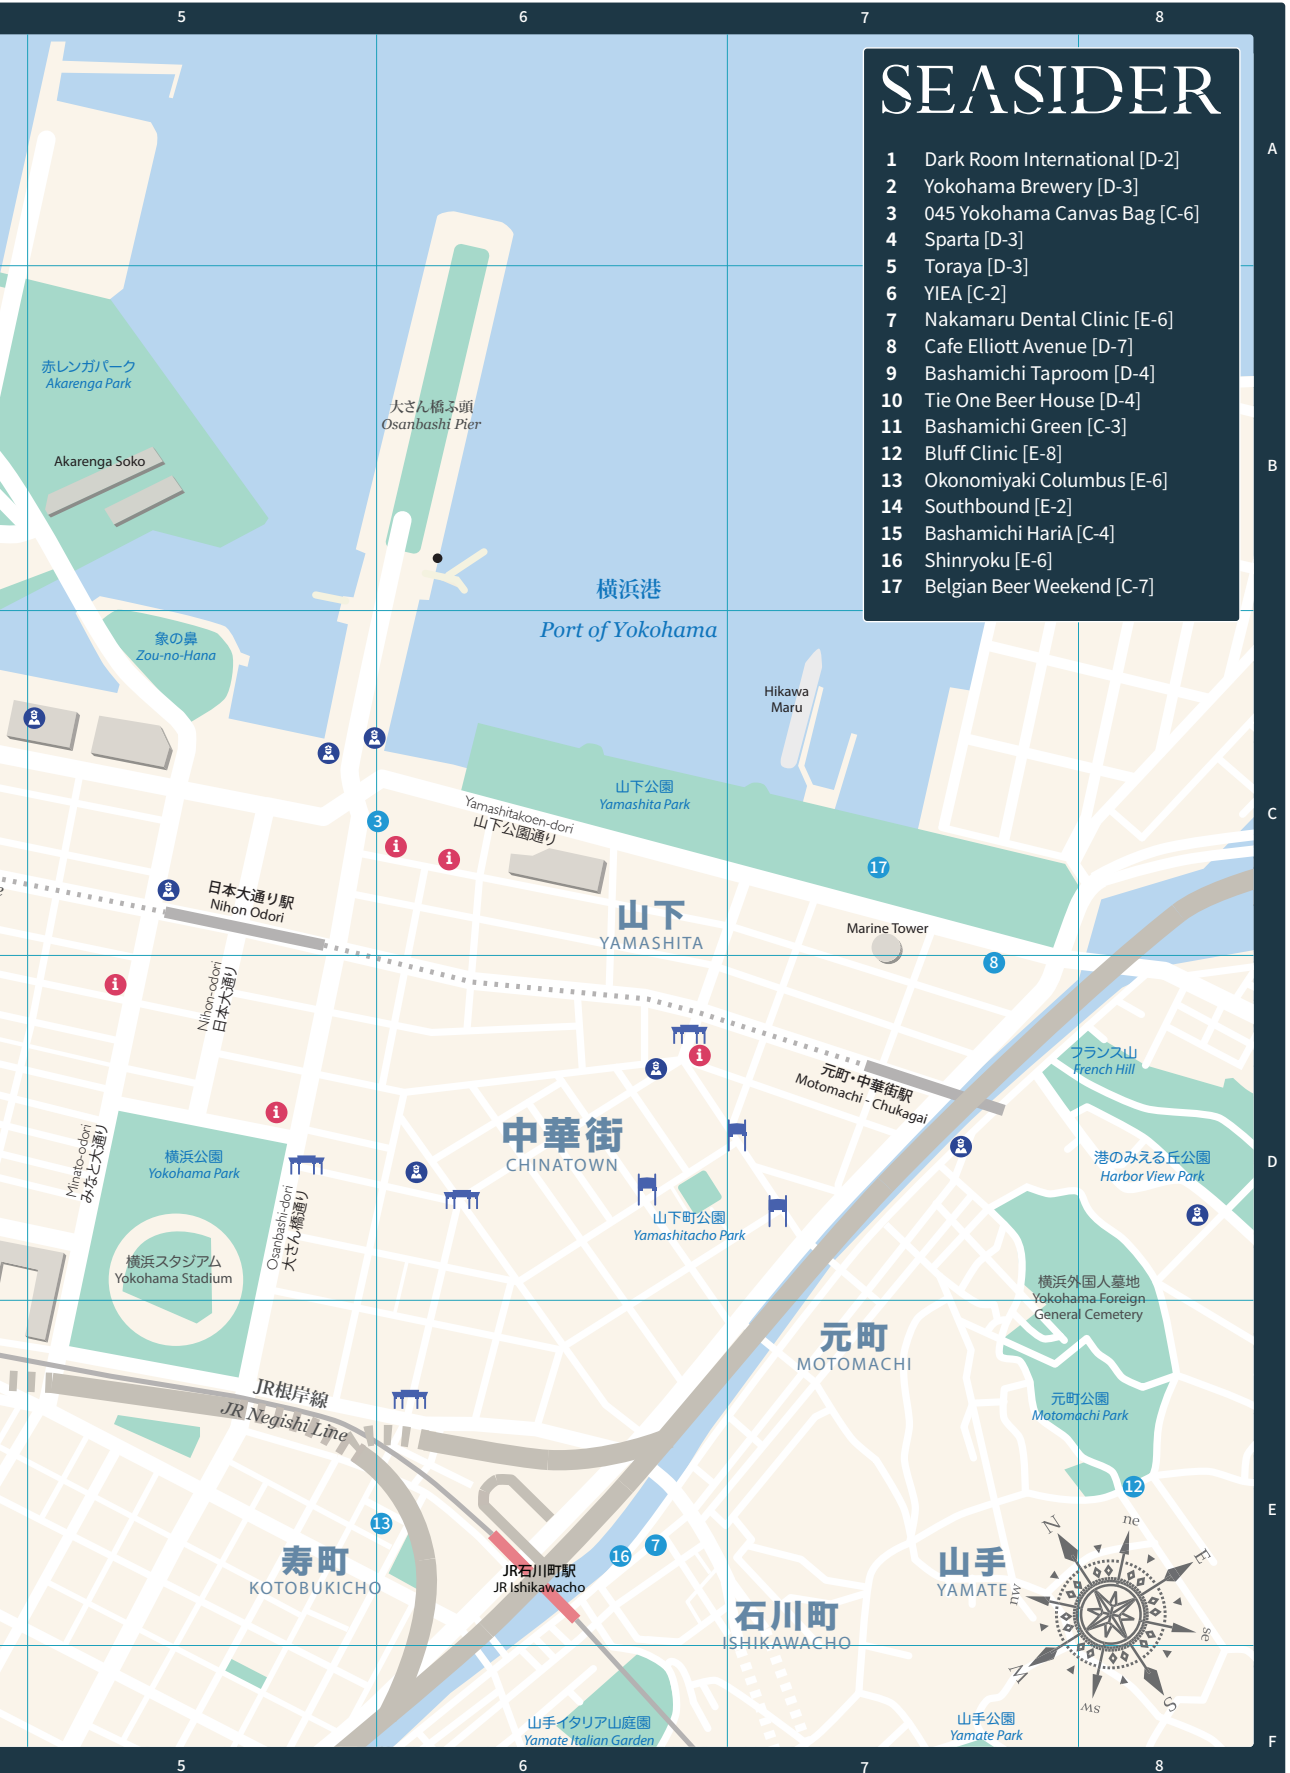 5 6 7 8
SEASIDER
1 Dark Room International [D-2]
2 Yokohama Brewery [D-3]
3 045 Yokohama Canvas Bag [C-6]
4 Sparta [D-3]
5 Toraya [D-3]
6 YIEA [C-2]
7 Nakamaru Dental Clinic [E-6]
8 Cafe Elliott Avenue [D-7]
9 Bashamichi Taproom [D-4]
10 Tie One Beer House [D-4]
11 Bashamichi Green [C-3]
12 Bluff Clinic [E-8]
13 Okonomiyaki Columbus [E-6]
14 Southbound [E-2]
15 Bashamichi HariA [C-4]
16 Shinryoku [E-6]
17 Belgian Beer Weekend [C-7]
A
赤レンガパーク
Akarenga Park
大さん橋ふ頭
Osanbashi Pier
Akarenga Soko
B
横浜港
Port of Yokohama
象の鼻
Zou-no-Hana
Hikawa
Maru
山下公園
Yamashita Park
Yamashitakoen-dori
山下公園通り
C
3
i
i
17
日本大通り駅
Nihon Odori
山下
YAMASHITA
Marine Tower
8
i
Nihon-odori
日本大通り
i
元町・中華街駅
Motomachi - Chukagai
フランス山
French Hill
i
中華街
CHINATOWN
Minato-odori
みなと大通り
横浜公園
Yokohama Park
港のみえる丘公園
Harbor View Park
D
Osanbashi-dori
大さん橋通り
山下町公園
Yamashitacho Park
横浜スタジアム
Yokohama Stadium
横浜外国人墓地
Yokohama Foreign
General Cemetery
元町
MOTOMACHI
JR根岸線
JR Negishi Line
元町公園
Motomachi Park
12
E
13
16
7
寿町
KOTOBUKICHO
JR石川町駅
JR Ishikawacho
山手
YAMATE
石川町
ISHIKAWACHO
N
ne
E
se
S
sw
nw
山手イタリア山庭園
Yamate Italian Garden
山手公園
Yamate Park
F
5 6 7 8